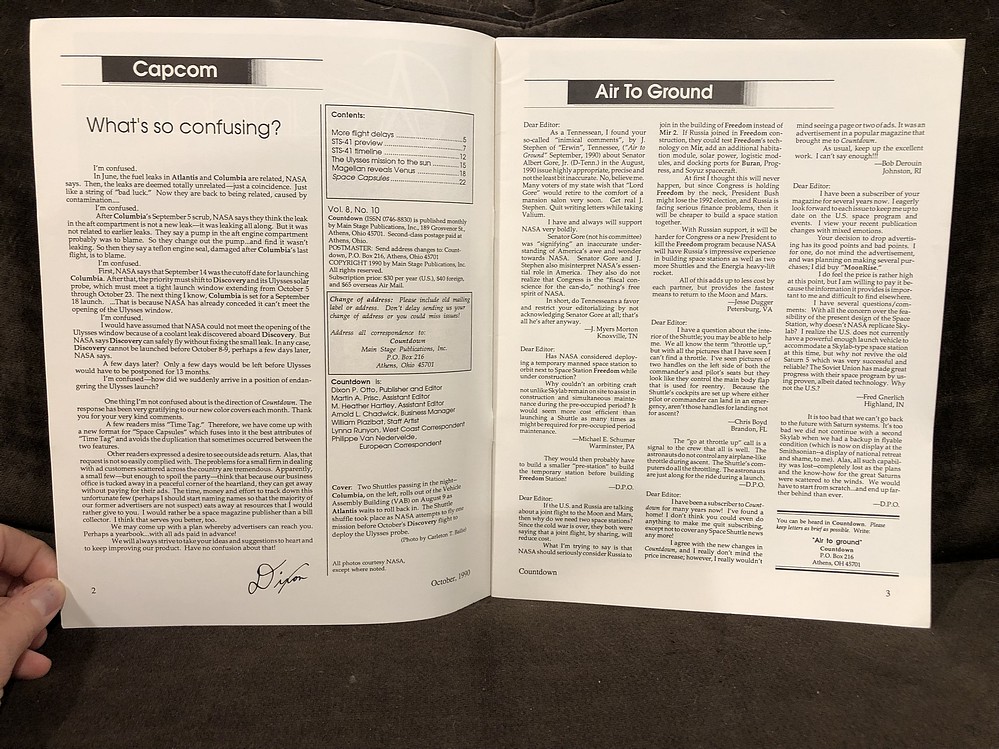 Capcom
What's so confusing?
I'm confused.
In June, the fuel leaks in Atlantis and Columbia are related, NASA
says. Then, the leaks are deemed totally unrelated—just a coincidence. Just
like a string of "bad luck." Now they are back to being related, caused by
contamination....
I'm confused.
After Columbia's September 5 scrub, NASA says they think the leak
in the aft compartment is not a new leak—it was leaking all along. But it was
not related to earlier leaks. They say a pump in the aft engine compartment
probably was to blame. So they change out the pump...and find it wasn't
leaking. So then they say a teflon engine seal, damaged after Columbia's last
flight, is to blame.
I'm confused.
First, NASA says that September 14 was the cutoff date for launching
Columbia. After that, the priority must shift to Discovery and its Ulysses solar
probe, which must meet a tight launch window extending from October 5
through October 23. The next thing I know, Columbia is set for a September
18 launch. ...That is because NASA has already conceded it can't meet the
opening of the Ulysses window.
I'm confused.
I would have assumed that NASA could not meet the opening of the
Ulysses window because of a coolant leak discovered aboard Discovery. But
NASA says Discovery can safely fly without fixing the small leak. In any case,
Discovery cannot be launched before October 8-9, perhaps a few days later,
NASA says.
A few days later? Only a few days would be left before Ulysses
would have to be postponed for 13 months.
I'm confused—how did we suddenly arrive in a position of endan-
gering the Ulysses launch?
One thing I'm not confused about is the direction of Countdown. The
response has been very gratifying to our new color covers each month. Thank
you for your very kind comments.
A few readers miss "Time Tag." Therefore, we have come up with
a new format for "Space Capsules" which fuses into it the best attributes of
"Time Tag" and avoids the duplication that sometimes occurred between the
two features.
Other readers expressed a desire to see outside ads return. Alas, that
request is not so easily complied with. The problems for a small firm in dealing
with ad customers scattered across the country are tremendous. Apparently,
a small few—but enough to spoil the party—think that because our business
office is tucked away in a peaceful corner of the heartland, they can get away
without paying for their ads. The time, money and effort to track down this
unfortunate few (perhaps I should start naming names so that the majority of
our former advertisers are not suspect) eats away at resources that I would
rather give to you. I would rather be a space magazine publisher than a bill
collector. I think that serves you better, too.
We may come up with a plan whereby advertisers can reach you.
Perhaps a yearbook...with all ads paid in advance!
We will always strive to take your ideas and suggestions to heart and
to keep improving our product. Have no confusion about that!
Dixon
2
Contents:
More flight delays ........ 5
STS-41 preview ........ 7
STS-41 timeline ........ 12
The Ulysses mission to the sun ........ 15
Magellan reveals Venus ........ 18
Space Capsules ........ 22
Vol. 8, No. 10
Countdown (ISSN 0746-8830) is published monthly
by Main Stage Publications, Inc., 189 Grosvenor St.,
Athens, Ohio 45701. Second-class postage paid at
Athens, Ohio.
POSTMASTER: Send address changes to Count-
down, P.O. Box 216, Athens, Ohio 45701
COPYRIGHT 1990 by Main Stage Publications, Inc.
All rights reserved.
Subscription price: $30 per year (U.S.), $40 foreign,
and $65 overseas Air Mail.
Change of address: Please include old mailing
label or address. Don't delay sending us your
change of address or you could miss issues!
Address all correspondence to:
Countdown
Main Stage Publications, Inc.
P.O. Box 216
Athens, Ohio 45701
Countdown is:
Dixon P. Otto, Publisher and Editor
Martin A. Prisc, Assistant Editor
M. Heather Hartley, Assistant Editor
Arnold L. Chadwick, Business Manager
William Plazibat, Staff Artist
Lynna Runyon, West Coast Correspondent
Philippe Van Nedervelde,
European Correspondent
Cover: Two Shuttles passing in the night—
Columbia, on the left, rolls out of the Vehicle
Assembly Building (VAB) on August 9 as
Atlantis waits to roll back in. The Shuttle
shuffle took place as NASA attempts to fly one
mission before October's Discovery flight to
deploy the Ulysses probe.
(Photo by Carleton T. Bailie)
All photos courtesy NASA,
except where noted.
October, 1990
Air To Ground
Dear Editor:
As a Tennessean, I found your
so-called "inimical comments", by J.
Stephen of "Erwin", Tennessee, ("Air to
Ground" September, 1990) about Senator
Albert Gore, Jr. (D-Ten.) in the August,
1990 issue highly appropriate, precise and
not the least bit inaccurate. No, believe me.
Many voters of my state wish that "Lord
Gore" would retire to the comfort of a
mansion salon very soon. Get real J.
Stephen. Quit writing letters while taking
Valium.
I have and always will support
NASA very boldly.
Senator Gore (not his committee)
was "signifying" an inaccurate under-
standing of America's awe and wonder
towards NASA. Senator Gore and J.
Stephen also misinterpret NASA's essen-
tial role in America. They also do not
realize that Congress is the "fiscal con-
science for the can-do," nothing's the
spirit of NASA.
In short, do Tennesseans a favor
and restrict your editorializing by not
acknowledging Senator Gore at all; that's
all he's after anyway.
—J. Myers Morton
Knoxville, TN
Dear Editor:
Has NASA considered deploy-
ing a temporary manned space station to
orbit next to Space Station Freedom while
under construction?
Why couldn't an orbiting craft
not unlike Skylab remain on site to assist in
construction and simultaneous mainte-
nance during the pre-occupied period? It
would seem more cost efficient than
launching a Shuttle as many times as
might be required for pre-occupied period
maintenance.
—Michael E. Schumer
Warminster, PA
They would then probably have
to build a smaller "pre-station" to build
the temporary station before building
Freedom Station!
—D.P.O.
Dear Editor:
If the U.S. and Russia are talking
about a joint flight to the Moon and Mars,
then why do we need two space stations?
Since the cold war is over, they both were
saying that a joint flight, by sharing, will
reduce cost.
What I'm trying to say is that
NASA should seriously consider Russia to
join in the building of Freedom instead of
Mir 2. If Russia joined in Freedom con-
struction, they could test Freedom's tech-
nology on Mir, add an additional habita-
tion module, solar power, logistic mod-
ules, and docking ports for Buran, Prog-
ress, and Soyuz spacecraft.
At first I thought this will never
happen, but since Congress is holding
Freedom by the neck, President Bush
might lose the 1992 election, and Russia is
facing serious finance problems, then it
will be cheaper to build a space station
together.
With Russian support, it will be
harder for Congress or a new President to
kill the Freedom program because NASA
will have Russia's impressive experience
in building space stations as well as two
more Shuttles and the Energia heavy-lift
rocket.
All of this adds up to less cost by
each partner, but provides the fastest
means to return to the Moon and Mars.
—Jesse Dugger
Petersburg, VA
Dear Editor:
I have a question about the inte-
rior of the Shuttle; you may be able to help
me. We all know the term "throttle up,"
but with all the pictures that I have seen I
can't find a throttle. I've seen pictures of
two handles on the left side of both the
commander's and pilot's seats but they
look like they control the main body flap
that is used for reentry. Because the
Shuttle's cockpits are set up where either
pilot or commander can land in an emer-
gency, aren't those handles for landing not
for ascent?
—Chris Boyd
Brandon, FL
The "go at throttle up" call is a
signal to the crew that all is well. The
astronauts do not control any airplane-like
throttle during ascent. The Shuttle's com-
puters do all the throttling. The astronauts
are just along for the ride during a launch.
—D.P.O.
Dear Editor:
I have been a subscriber to Count-
down for many years now! I've found a
home! I don't think you could even do
anything to make me quit subscribing,
except not to cover any Space Shuttle news
any more!
I agree with the new changes in
Countdown, and I really don't mind the
price increase; however, I really wouldn't
mind seeing a page or two of ads. It was an
advertisement in a popular magazine that
brought me to Countdown.
As usual, keep up the excellent
work. I can't say enough!!!
—Bob Derouin
Johnston, RI
Dear Editor:
I have been a subscriber of your
magazine for several years now. I eagerly
look forward to each issue to keep me up to
date on the U.S. space program and
events. I view your recent publication
changes with mixed emotions.
Your decision to drop advertis-
ing has its good points and bad points. I
for one, do not mind the advertisement,
and was planning on making several pur-
chases; I did buy "MoonRise."
I do feel the price is rather high
at this point, but I am willing to pay it be-
cause the information it provides is impor-
tant to me and difficult to find elsewhere.
I have several questions/com-
ments: With all the concern over the fea-
sibility of the present design of the Space
Station, why doesn't NASA replicate Sky-
lab? I realize the U.S. does not currently
have a powerful enough launch vehicle to
accommodate a Skylab-type space station
at this time, but why not revive the old
Saturn 5 which was very successful and
reliable? The Soviet Union has made great
progress with their space program by us-
ing proven, albeit dated technology. Why
not the U.S.?
—Fred Gnerlich
Highland, IN
It is too bad that we can't go back
to the future with Saturn systems. It's too
bad we did not continue with a second
Skylab when we had a backup in flyable
condition (which is now on display at the
Smithsonian—a display of national retreat
and shame, to me). Alas, all such capabil-
ity was lost—completely lost as the plans
and the know-how for the great Saturns
were scattered to the winds. We would
have to start from scratch...and end up far-
ther behind than ever.
—D.P.O.
You can be heard in Countdown. Please
keep letters as brief as possible. Write:
"Air to ground"
Countdown
P.O. Box 216
Athens, OH 45701
Countdown
3